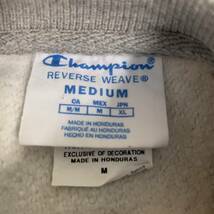 Champion
REVERSE WEAVE®
MEDIUM
CA MEX JPN
M/M M XL
MADE IN HONDURAS
FABRIQUÉ AU HONDURAS
HECHO EN HONDURAS
EXCLUSIVE OF DECORATION
MADE IN HONDURAS
M